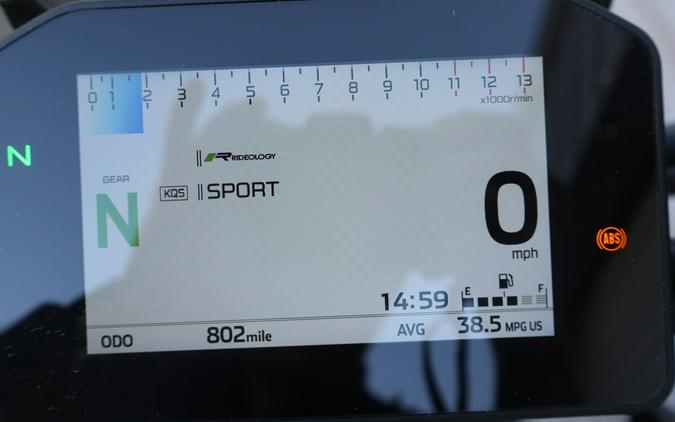 0 1 2 3 4 5 6 7 8 9 10 11 12 13
x1000r/min
N
RIDEOLOGY
GEAR
N
KQS SPORT
0
mph
ABS
14:59 E F
ODO 802mile AVG 38.5 MPG US